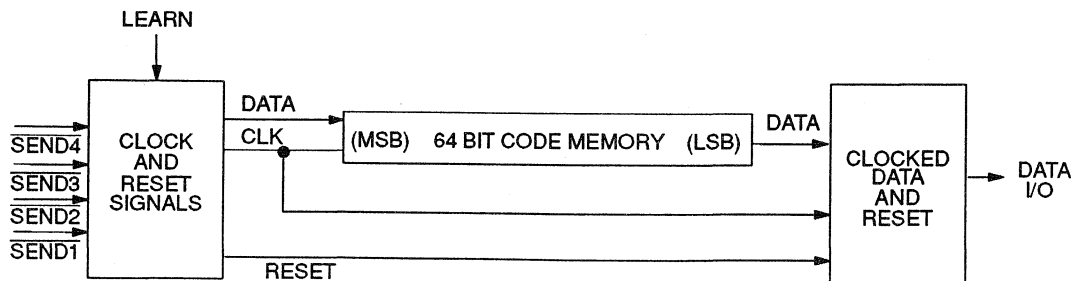 LEARN
SEND4
SEND3
SEND2
SEND1
CLOCK
AND
RESET
SIGNALS
DATA
CLK
(MSB) 64 BIT CODE MEMORY (LSB)
DATA
RESET
CLOCKED
DATA
AND
RESET
DATA
I/O